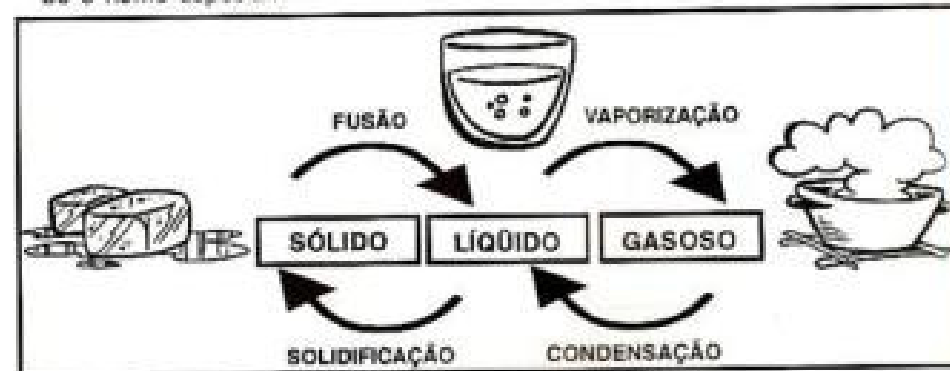 FUSÃO
VAPORIZAÇÃO
SÓLIDO LÍQÜIDO GASOSO
SOLIDIFICAÇÃO CONDENSAÇÃO